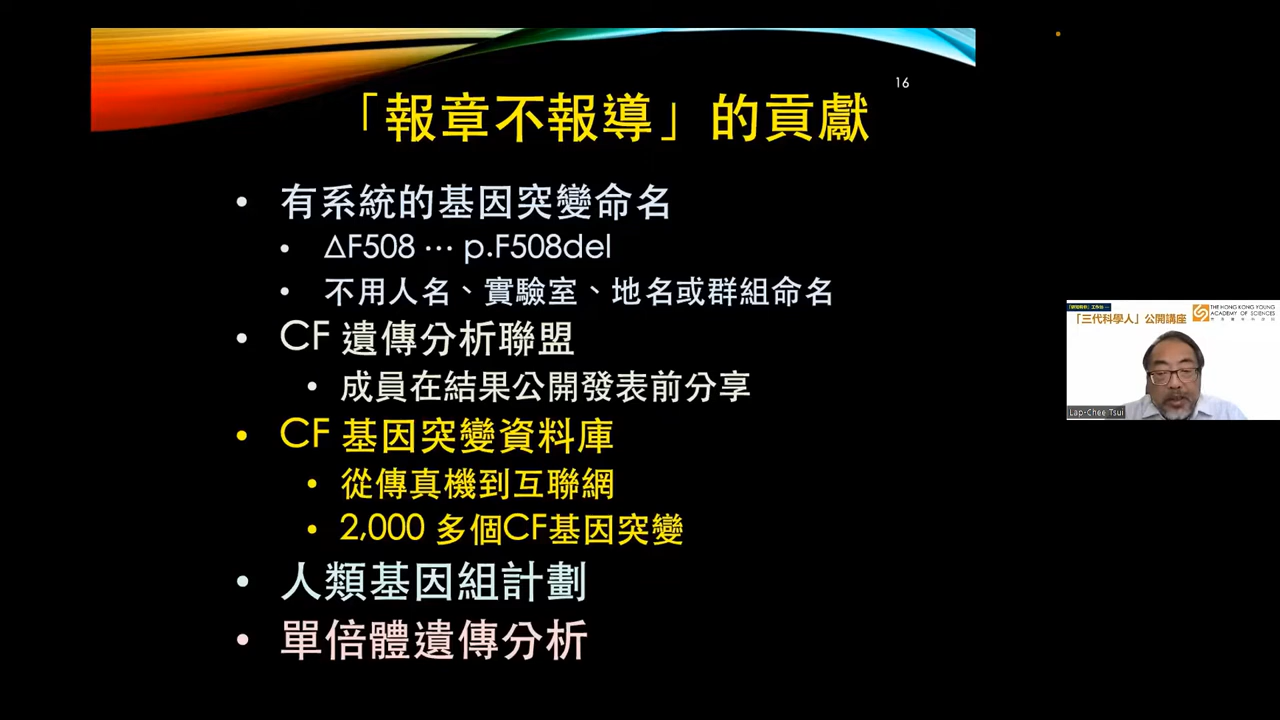 16
「報章不報導」的貢獻
• 有系統的基因突變命名
• ΔF508 … p.F508del
• 不用人名、實驗室、地名或群組命名
• CF 遺傳分析聯盟
• 成員在結果公開發表前分享
• CF 基因突變資料庫
• 從傳真機到互聯網
• 2,000 多個CF基因突變
• 人類基因組計劃
• 單倍體遺傳分析
「三代科學人」公開講座
THE HONG KONG YOUNG
ACADEMY OF SCIENCES
Lap-Chee Tsui